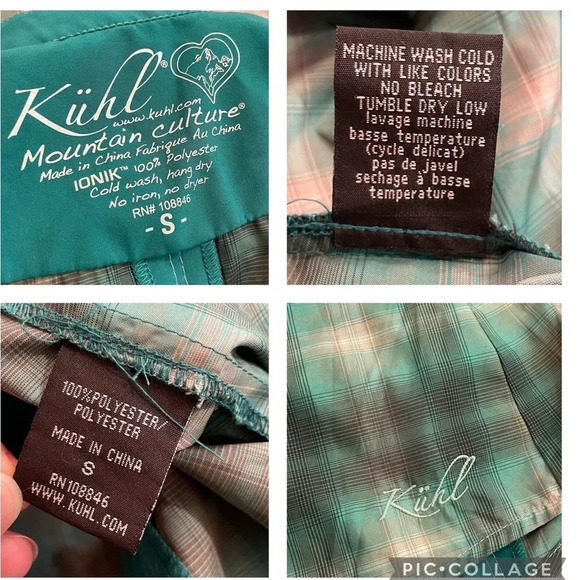 Kühl®
www.kuhl.com
Mountain culture®
Made in China Fabrique Au China
IONIK™ 100% Polyester
Cold wash, hang dry
No iron, no dryer
RN# 108846
- S -
MACHINE WASH COLD
WITH LIKE COLORS
NO BLEACH
TUMBLE DRY LOW
lavage machine
basse temperature
(cycle delicat)
pas de javel
sechage à basse
temperature
100%POLYESTER/
POLYESTER
MADE IN CHINA
S
RN108846
WWW.KUHL.COM
Kühl
PIC•COLLAGE